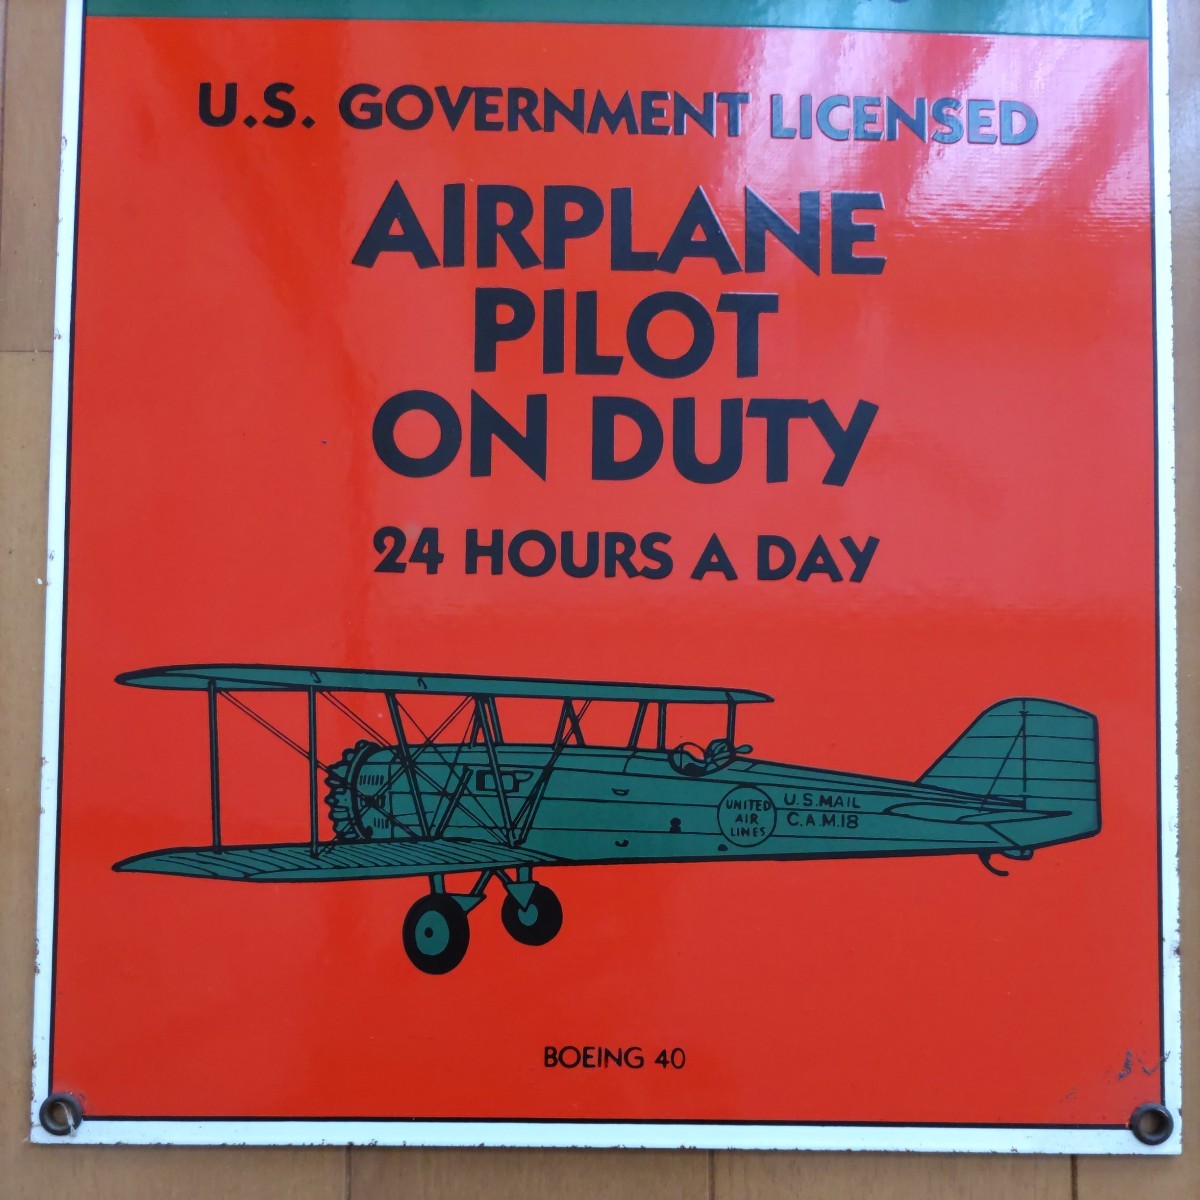 U.S. GOVERNMENT LICENSED
AIRPLANE
PILOT
ON DUTY
24 HOURS A DAY
UNITED
AIR
LINES
U.S.MAIL
C.A.M.18
BOEING 40